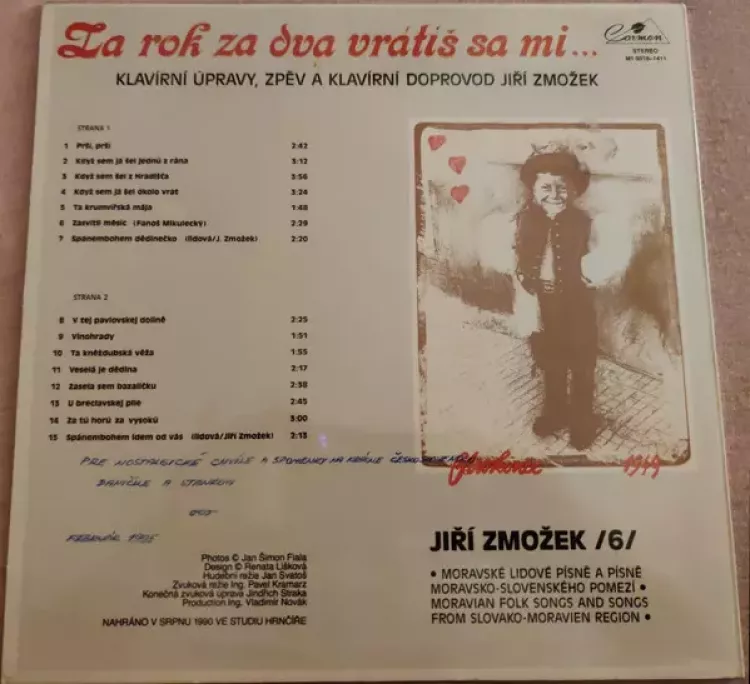 Za rok za dva vrátiš sa mi...
STEREO
KLAVÍRNÍ ÚPRAVY, ZPĚV A KLAVÍRNÍ DOPROVOD JIŘÍ ZMOŽEK
STRANA 1
1 Prší, prší 2:42
2 Když sem já šel jednú z rána 3:12
3 Když sem šel z Hradišťa 3:56
4 Když sem já šel okolo vrat 3:24
5 Ta krumvířská mája 1:48
6 Zasvitil měsíc (Fanoš Mikulecký) 2:29
7 Spánembohem dědinečko (lidová/J. Zmožek) 2:20
STRANA 2
8 V tej pavlovskej dolině 2:25
9 Vinohrady 1:51
10 Ta kněždubská věža 1:55
11 Veselá je dědina 2:17
12 Zasela sem bazaličku 2:38
13 U břeclavskej pile 2:45
14 Za tú horú za vysokú 3:00
15 Spánembohem idem od vás (lidová/Jiří Zmožek) 2:15
PRE NOSTALGICKÉ CHVÍLE A SPOMIENKY NA
A
1949
Photos © Jan Šimon Fiala
Design © Renata Lišková
Hudební režie Jan Svatoš
Zvuková režie Ing. Pavel Kramarz
Konečná zvuková úprava Jindřich Straka
Production Ing. Vladimír Novák
NAHRÁNO V SRPNU 1990 VE STUDIU HRNČÍŘE
JIŘÍ ZMOŽEK /6/
• MORAVSKÉ LIDOVÉ PÍSNĚ A PÍSNĚ
MORAVSKO-SLOVENSKÉHO POMEZÍ •
MORAVIAN FOLK SONGS AND SONGS
FROM SLOVAKO-MORAVIEN REGION •